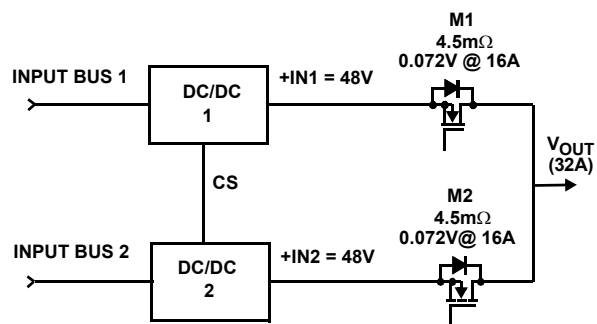 M1
4.5mΩ
0.072V @ 16A
INPUT BUS 1
DC/DC
1
+IN1 = 48V
VOUT
(32A)
CS
M2
4.5mΩ
0.072V@ 16A
INPUT BUS 2
DC/DC
2
+IN2 = 48V